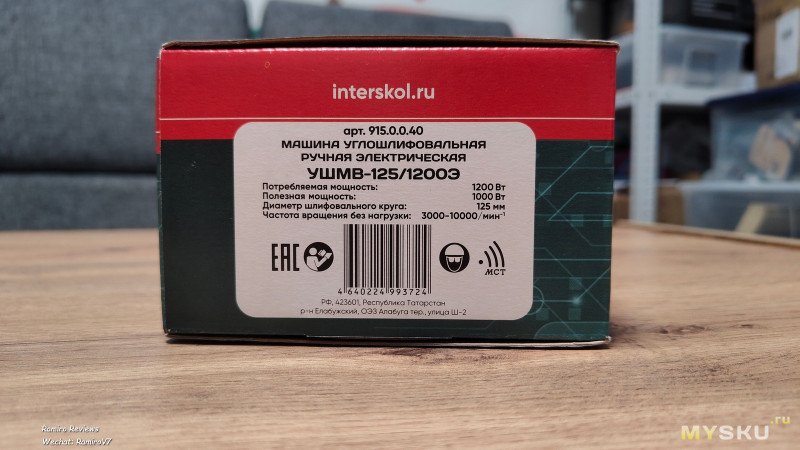 interskol.ru
арт. 915.0.0.40
МАШИНА УГЛОШЛИФОВАЛЬНАЯ
РУЧНАЯ ЭЛЕКТРИЧЕСКАЯ
УШМВ-125/1200Э
Потребляемая мощность: 1200 Вт
Полезная мощность: 1000 Вт
Диаметр шлифовального круга: 125 мм
Частота вращения без нагрузки: 3000-10000/мин⁻¹
EAC
МСТ
4 640224 993724
РФ, 423601, Республика Татарстан
р-н Елабужский, ОЭЗ Алабуга тер., улица Ш-2
Ramiro Reviews
Wechat: RamiroV7
MYSKU.ru